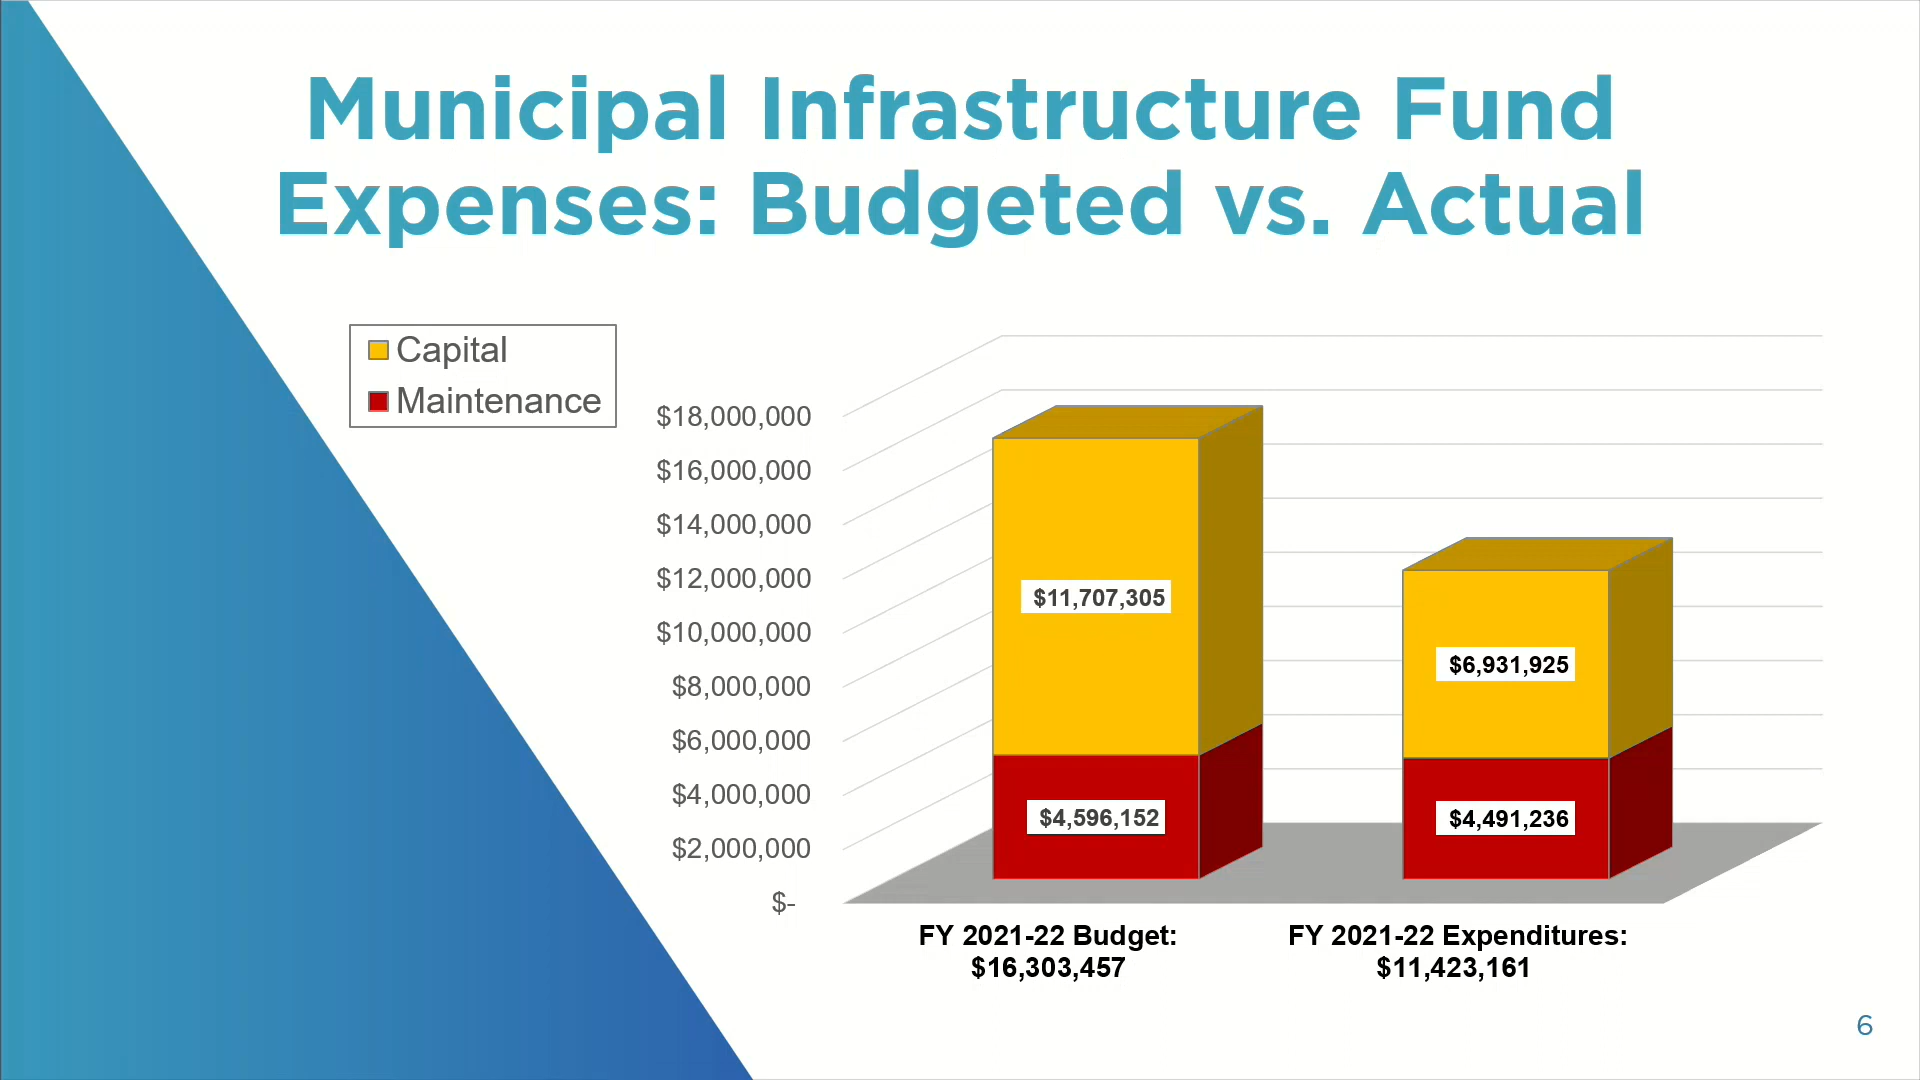 Municipal Infrastructure Fund
Expenses: Budgeted vs. Actual
Capital
Maintenance
$18,000,000
$16,000,000
$14,000,000
$12,000,000
$10,000,000
$8,000,000
$6,000,000
$4,000,000
$2,000,000
$-
$11,707,305
$4,596,152
$6,931,925
$4,491,236
FY 2021-22 Budget:
$16,303,457
FY 2021-22 Expenditures:
$11,423,161
6